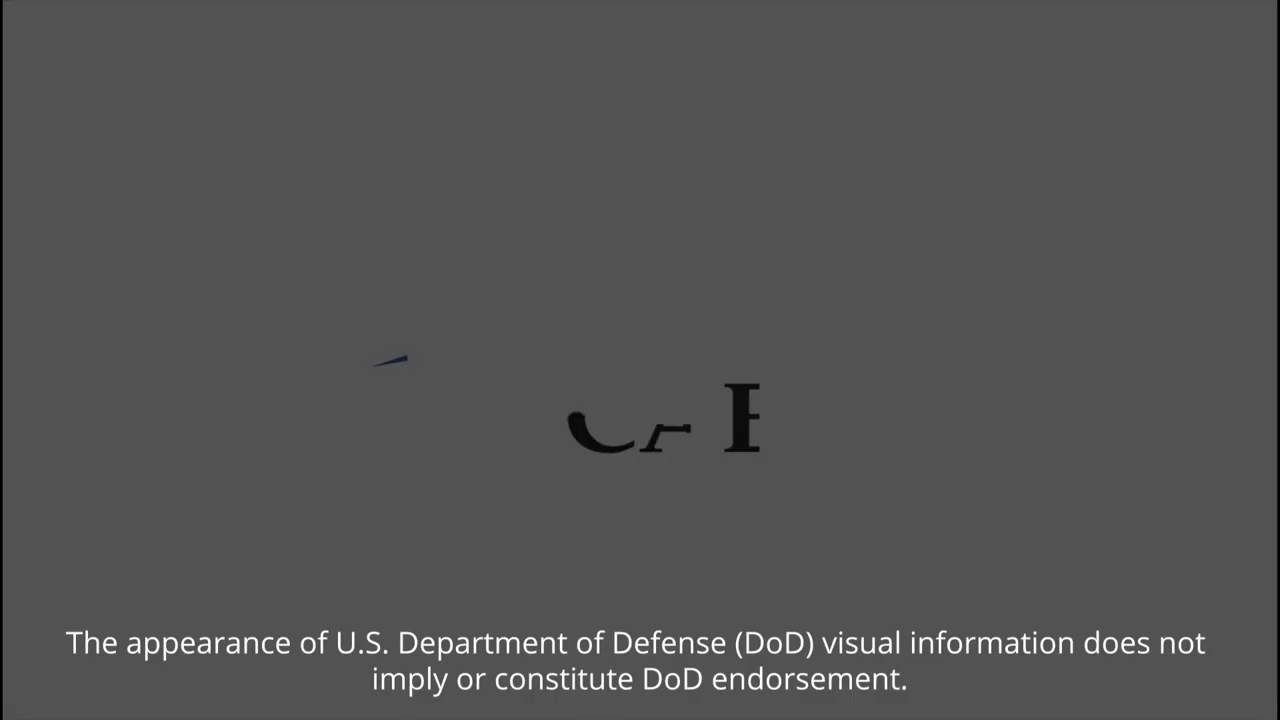 The appearance of U.S. Department of Defense (DoD) visual information does not
imply or constitute DoD endorsement.